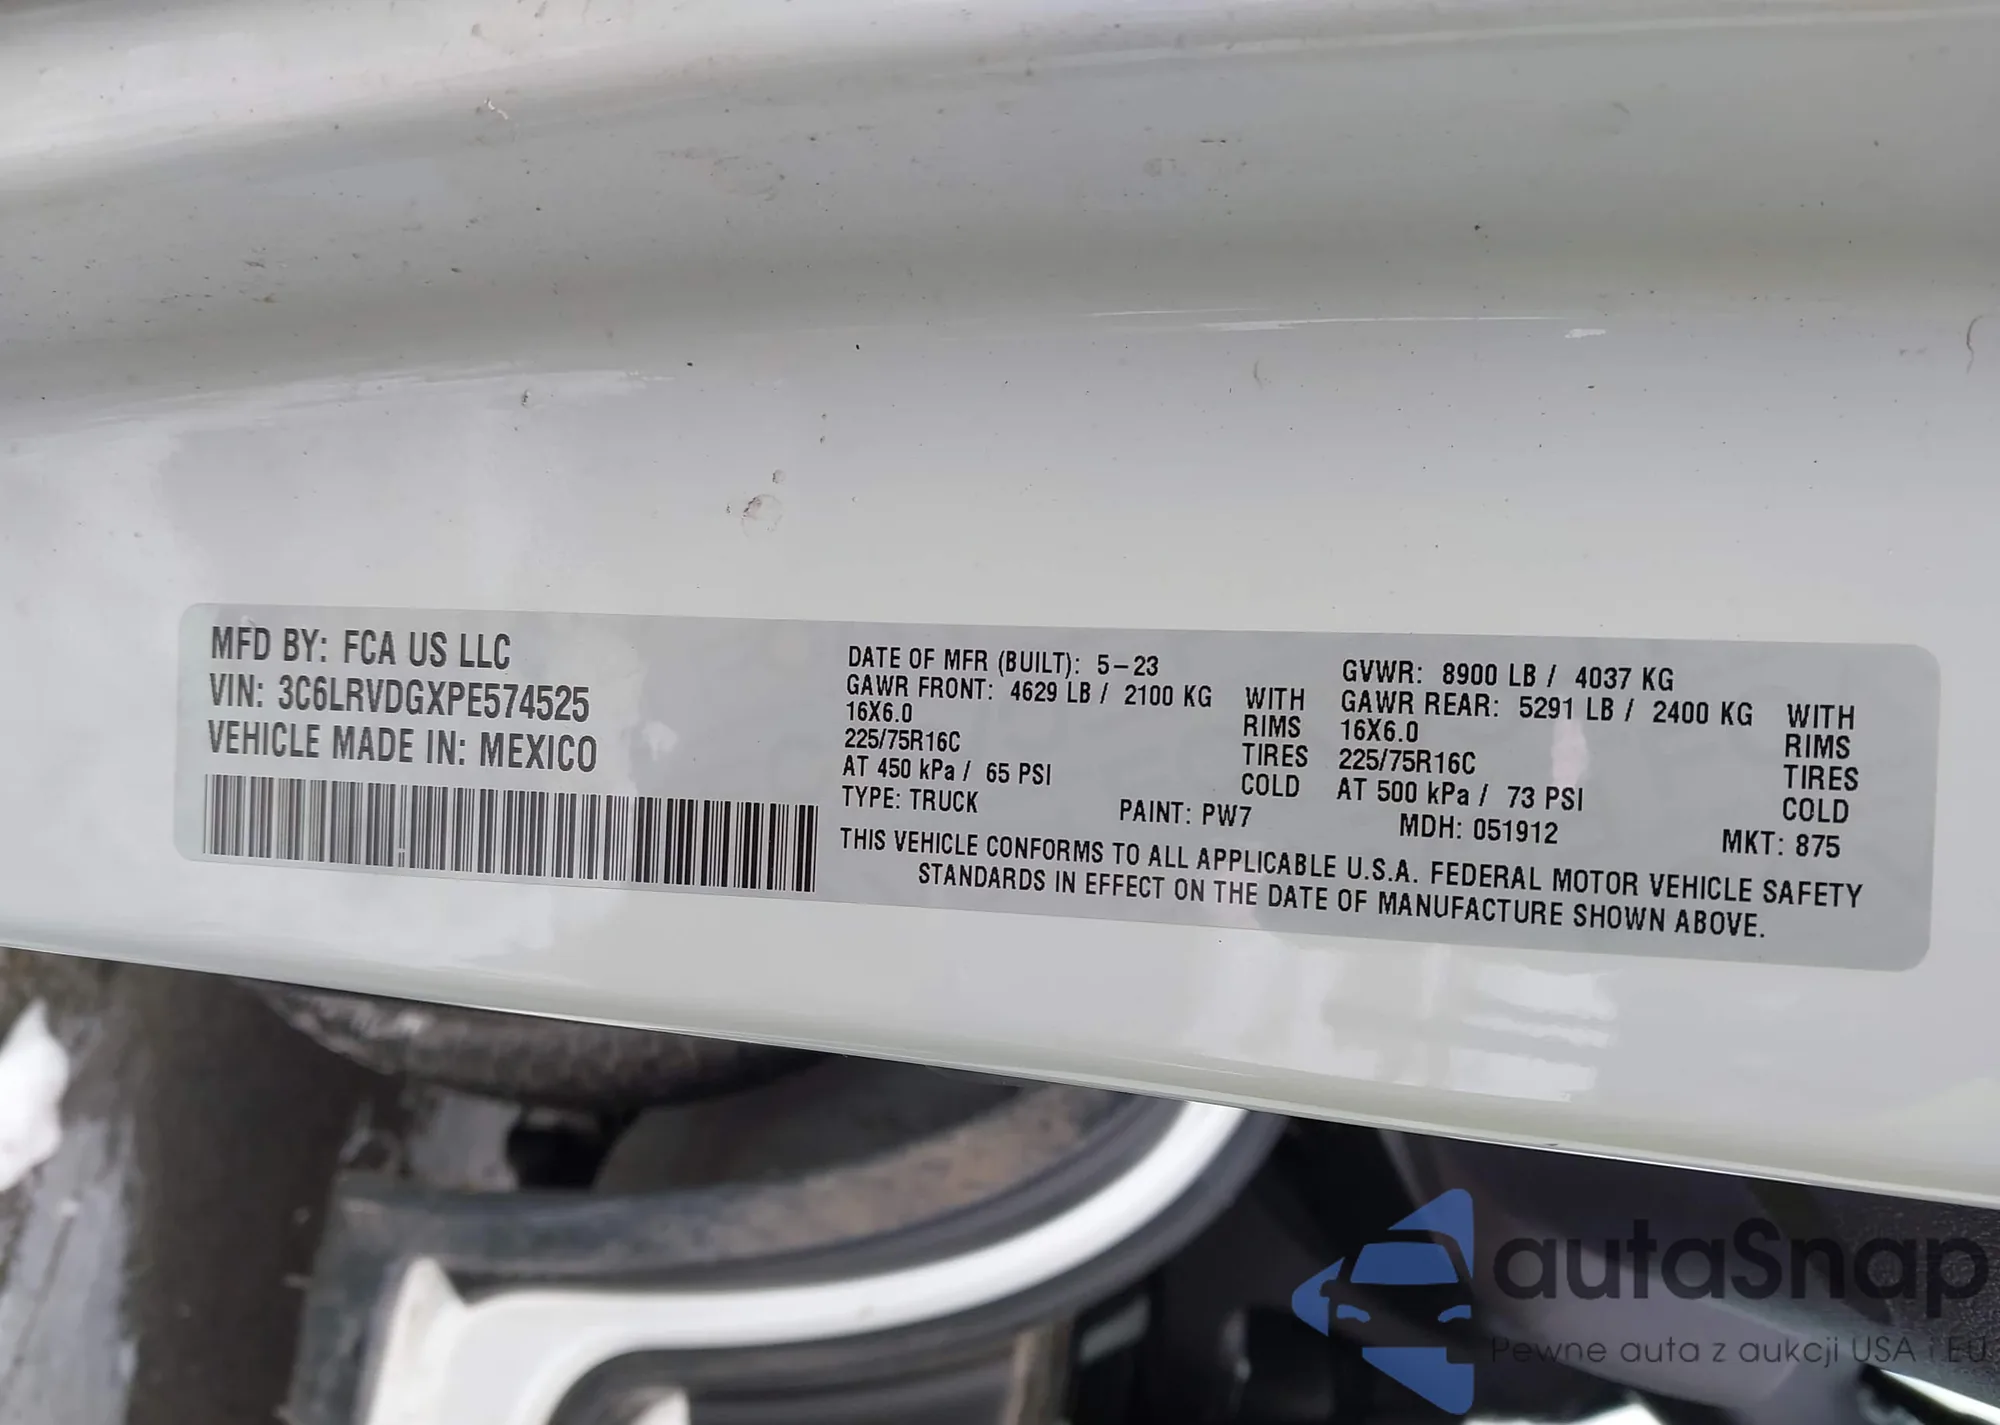 MFD BY: FCA US LLC
VIN: 3C6LRVDGXPE574525
VEHICLE MADE IN: MEXICO
DATE OF MFR (BUILT): 5-23
GAWR FRONT: 4629 LB / 2100 KG WITH
16X6.0 RIMS
225/75R16C TIRES
AT 450 kPa / 65 PSI COLD
GVWR: 8900 LB / 4037 KG
GAWR REAR: 5291 LB / 2400 KG WITH
16X6.0 RIMS
225/75R16C TIRES
AT 500 kPa / 73 PSI COLD
TYPE: TRUCK PAINT: PW7 MDH: 051912 MKT: 875
THIS VEHICLE CONFORMS TO ALL APPLICABLE U.S.A. FEDERAL MOTOR VEHICLE SAFETY
STANDARDS IN EFFECT ON THE DATE OF MANUFACTURE SHOWN ABOVE.
autaSnap
Pewne auta z aukcji USA i EU